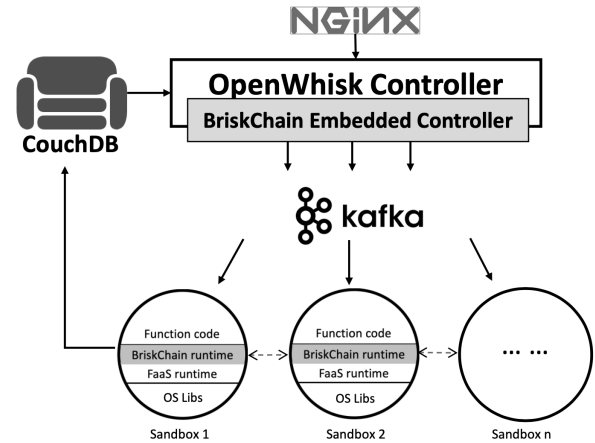 NGiNX
OpenWhisk Controller
BriskChain Embedded Controller
CouchDB
kafka
Function code
BriskChain runtime
FaaS runtime
OS Libs
Sandbox 1
Function code
BriskChain runtime
FaaS runtime
OS Libs
Sandbox 2
... ...
Sandbox n